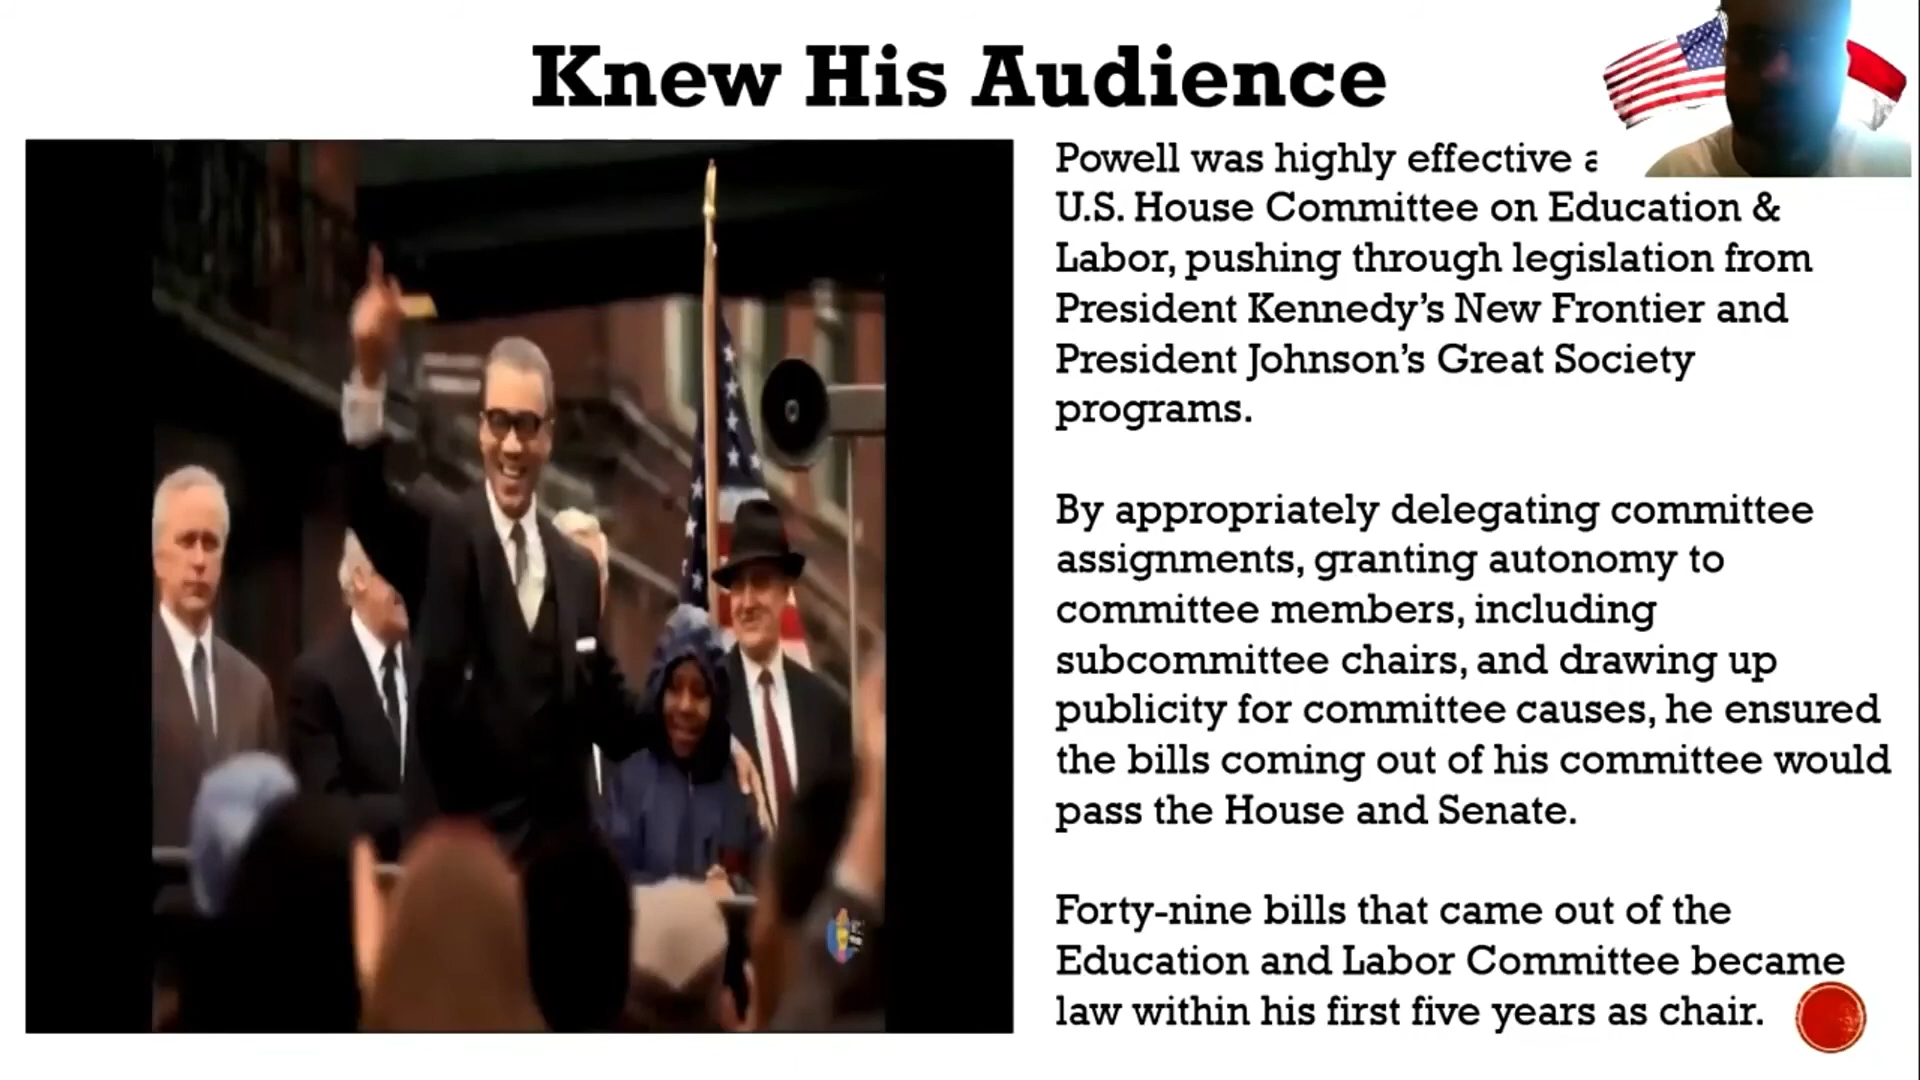 Knew His Audience
Powell was highly effective a
U.S. House Committee on Education &
Labor, pushing through legislation from
President Kennedy’s New Frontier and
President Johnson’s Great Society
programs.
By appropriately delegating committee
assignments, granting autonomy to
committee members, including
subcommittee chairs, and drawing up
publicity for committee causes, he ensured
the bills coming out of his committee would
pass the House and Senate.
Forty-nine bills that came out of the
Education and Labor Committee became
law within his first five years as chair.